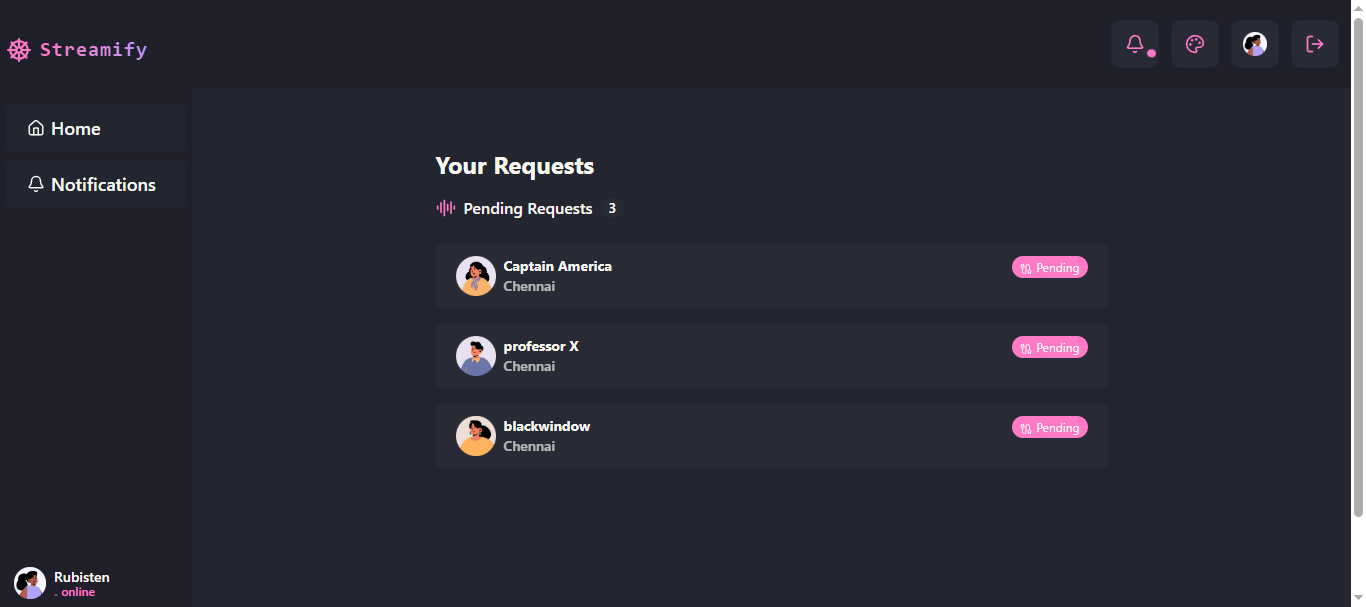 Streamify
Home
Notifications
Your Requests
Pending Requests 3
Captain America
Chennai
Pending
professor X
Chennai
Pending
blackwindow
Chennai
Pending
Rubisten
. online